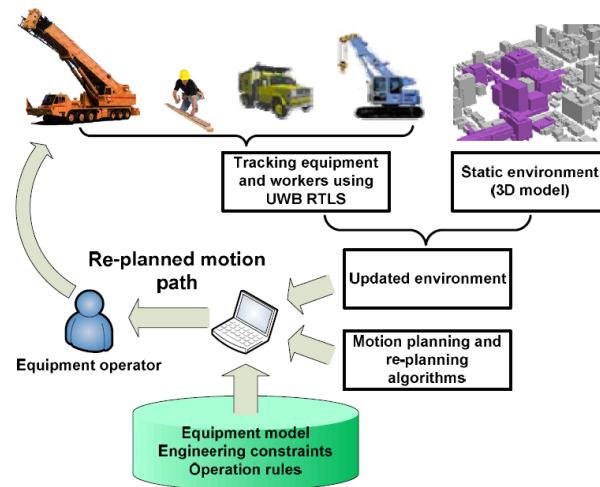 Tracking equipment
and workers using
UWB RTLS
Static environment
(3D model)
Re-planned motion
path
Updated environment
Equipment operator
Motion planning and
re-planning
algorithms
Equipment model
Engineering constraints
Operation rules